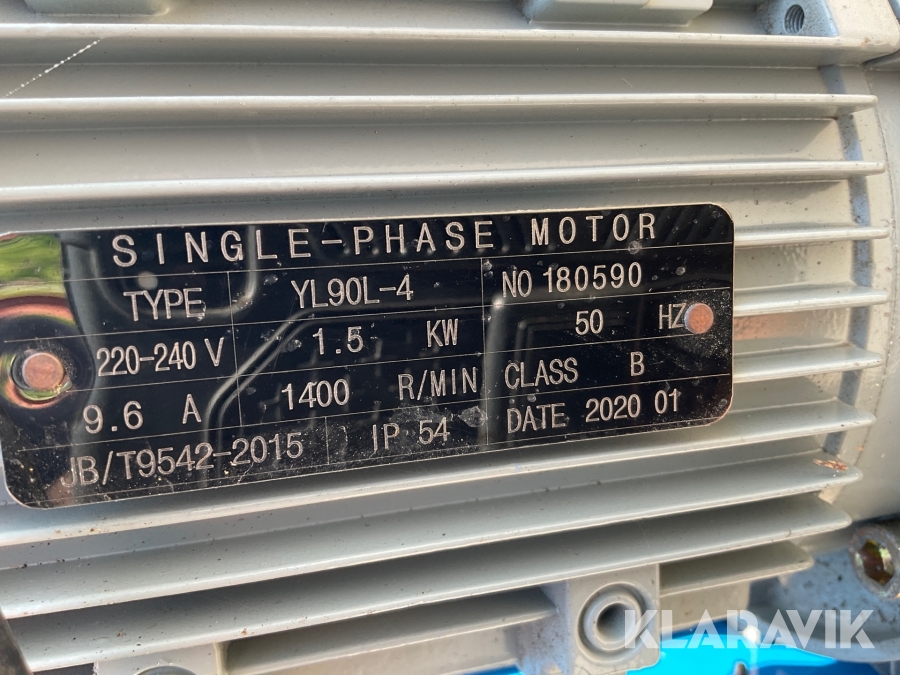 SINGLE-PHASE MOTOR
TYPE YL90L-4 NO 180590
220-240 V 1.5 KW 50 HZ
9.6 A 1400 R/MIN CLASS B
JB/T9542-2015 IP 54 DATE 2020 01
KLARAVIK